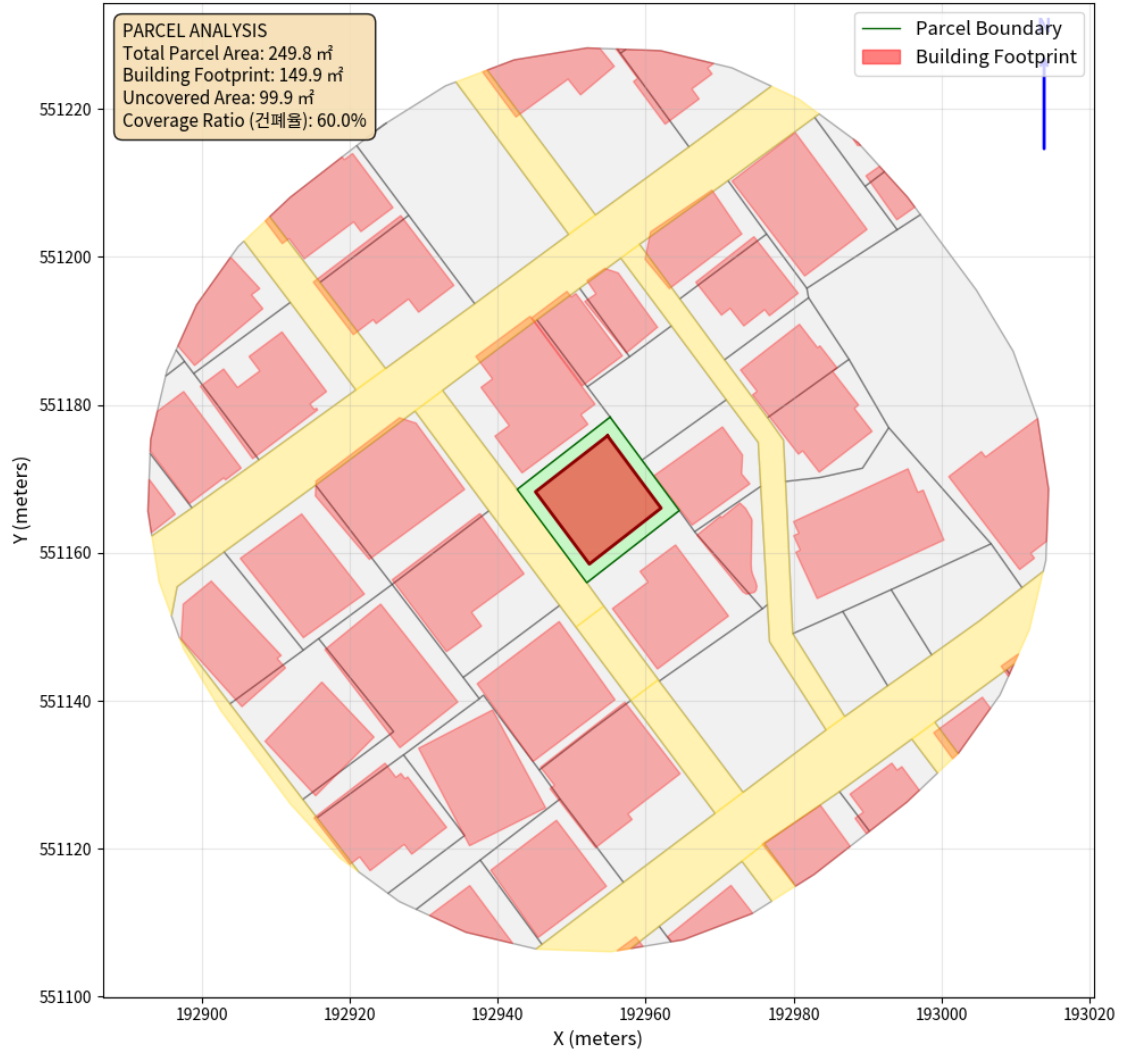 PARCEL ANALYSIS
Total Parcel Area: 249.8 ㎡
Building Footprint: 149.9 ㎡
Uncovered Area: 99.9 ㎡
Coverage Ratio (건폐율): 60.0%
Parcel Boundary
Building Footprint
N
551220
551200
551180
551160
551140
551120
551100
Y (meters)
192900
192920
192940
192960
192980
193000
193020
X (meters)